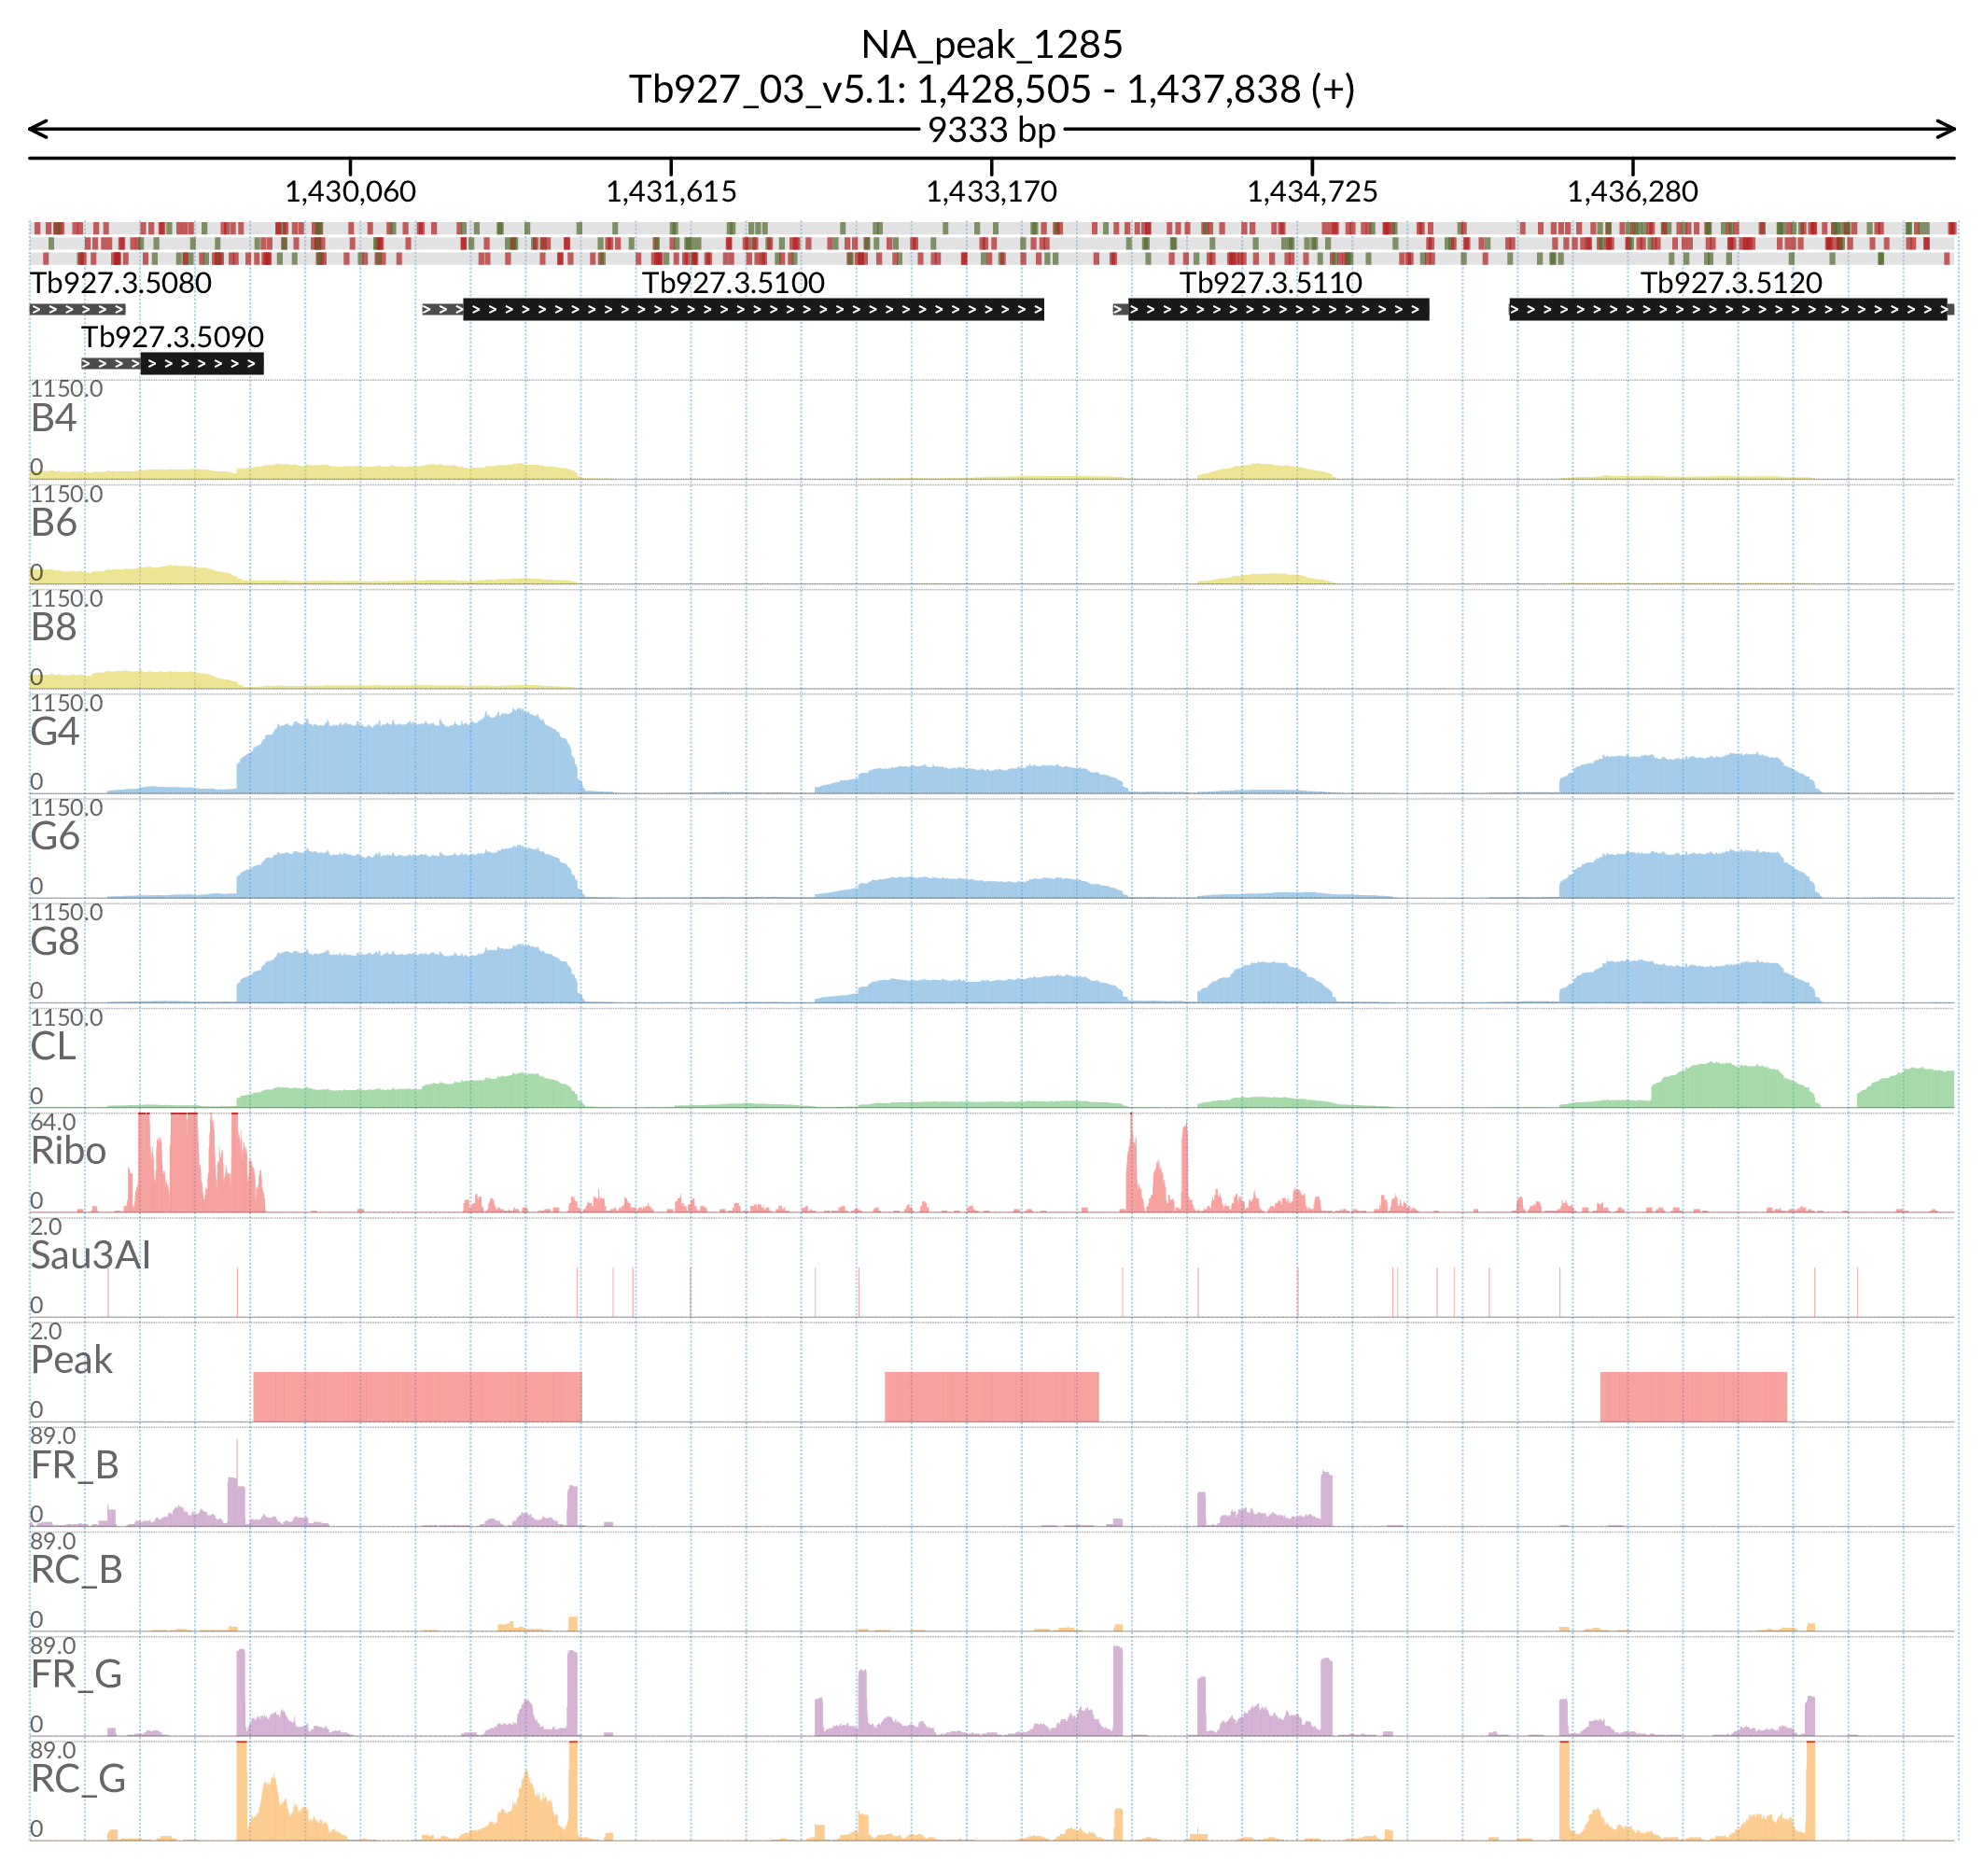 NA_peak_1285
Tb927_03_v5.1: 1,428,505 - 1,437,838 (+)
9333 bp
1,430,060 1,431,615 1,433,170 1,434,725 1,436,280
Tb927.3.5080 Tb927.3.5100 Tb927.3.5110 Tb927.3.5120
Tb927.3.5090
1150.0
B4
0
1150.0
B6
0
1150.0
B8
0
1150.0
G4
0
1150.0
G6
0
1150.0
G8
0
1150.0
CL
0
64.0
Ribo
0
2.0
Sau3AI
0
2.0
Peak
0
89.0
FR_B
0
89.0
RC_B
0
89.0
FR_G
0
89.0
RC_G
0